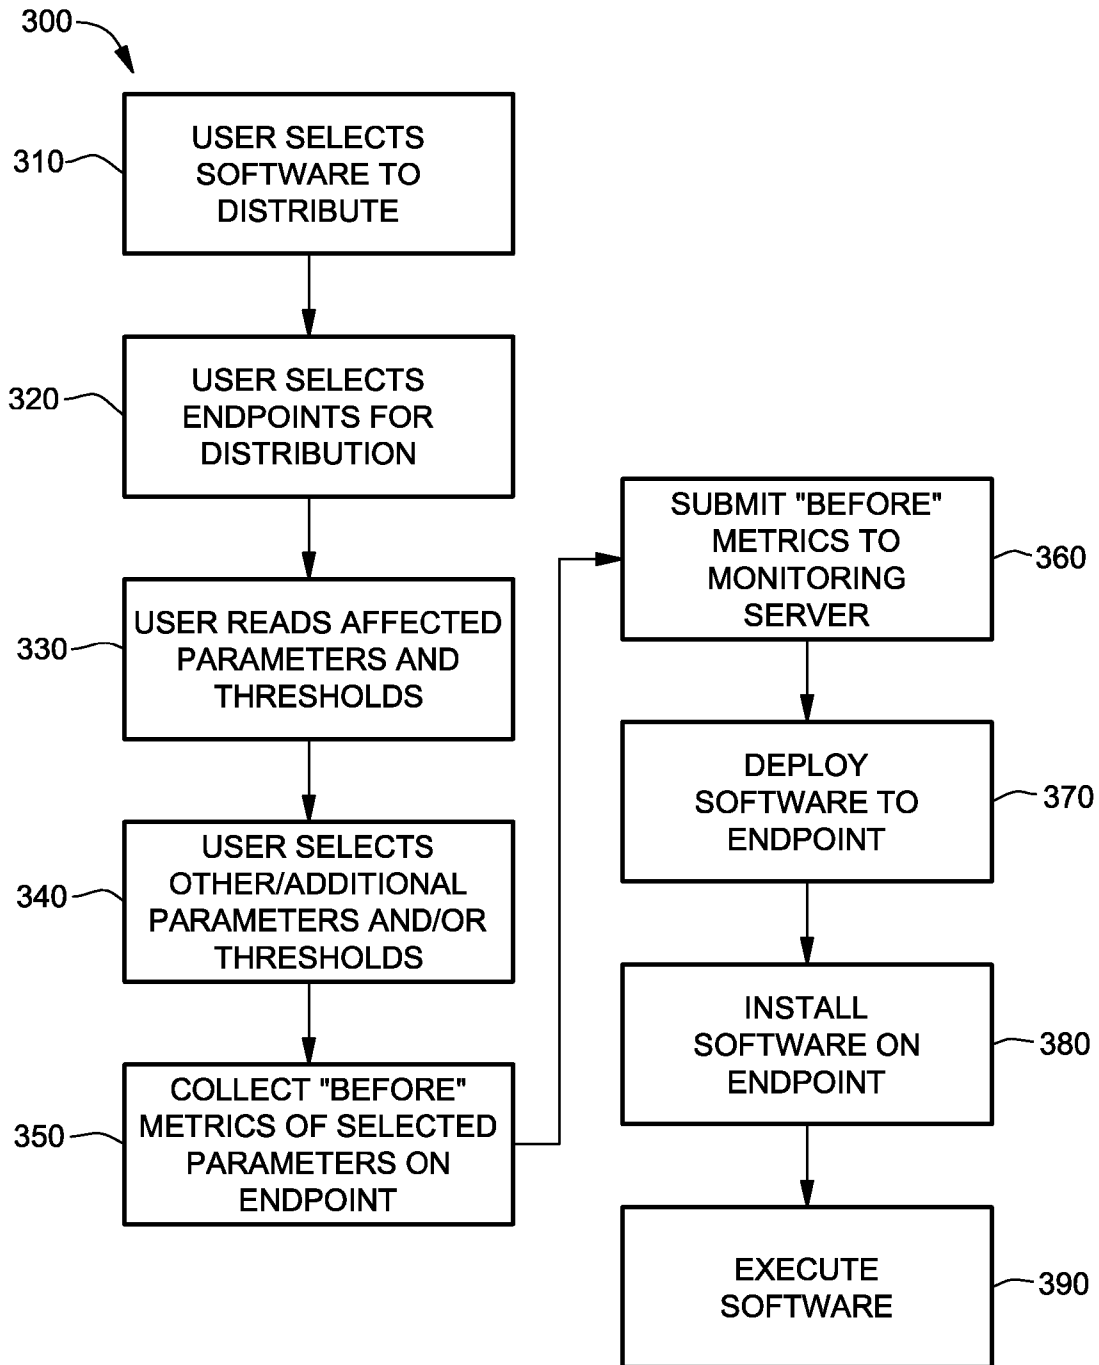 300
310
USER SELECTS
SOFTWARE TO
DISTRIBUTE
320
USER SELECTS
ENDPOINTS FOR
DISTRIBUTION
330
USER READS AFFECTED
PARAMETERS AND
THRESHOLDS
340
USER SELECTS
OTHER/ADDITIONAL
PARAMETERS AND/OR
THRESHOLDS
350
COLLECT "BEFORE"
METRICS OF SELECTED
PARAMETERS ON
ENDPOINT
SUBMIT "BEFORE"
METRICS TO
MONITORING
SERVER
360
DEPLOY
SOFTWARE TO
ENDPOINT
370
INSTALL
SOFTWARE ON
ENDPOINT
380
EXECUTE
SOFTWARE
390